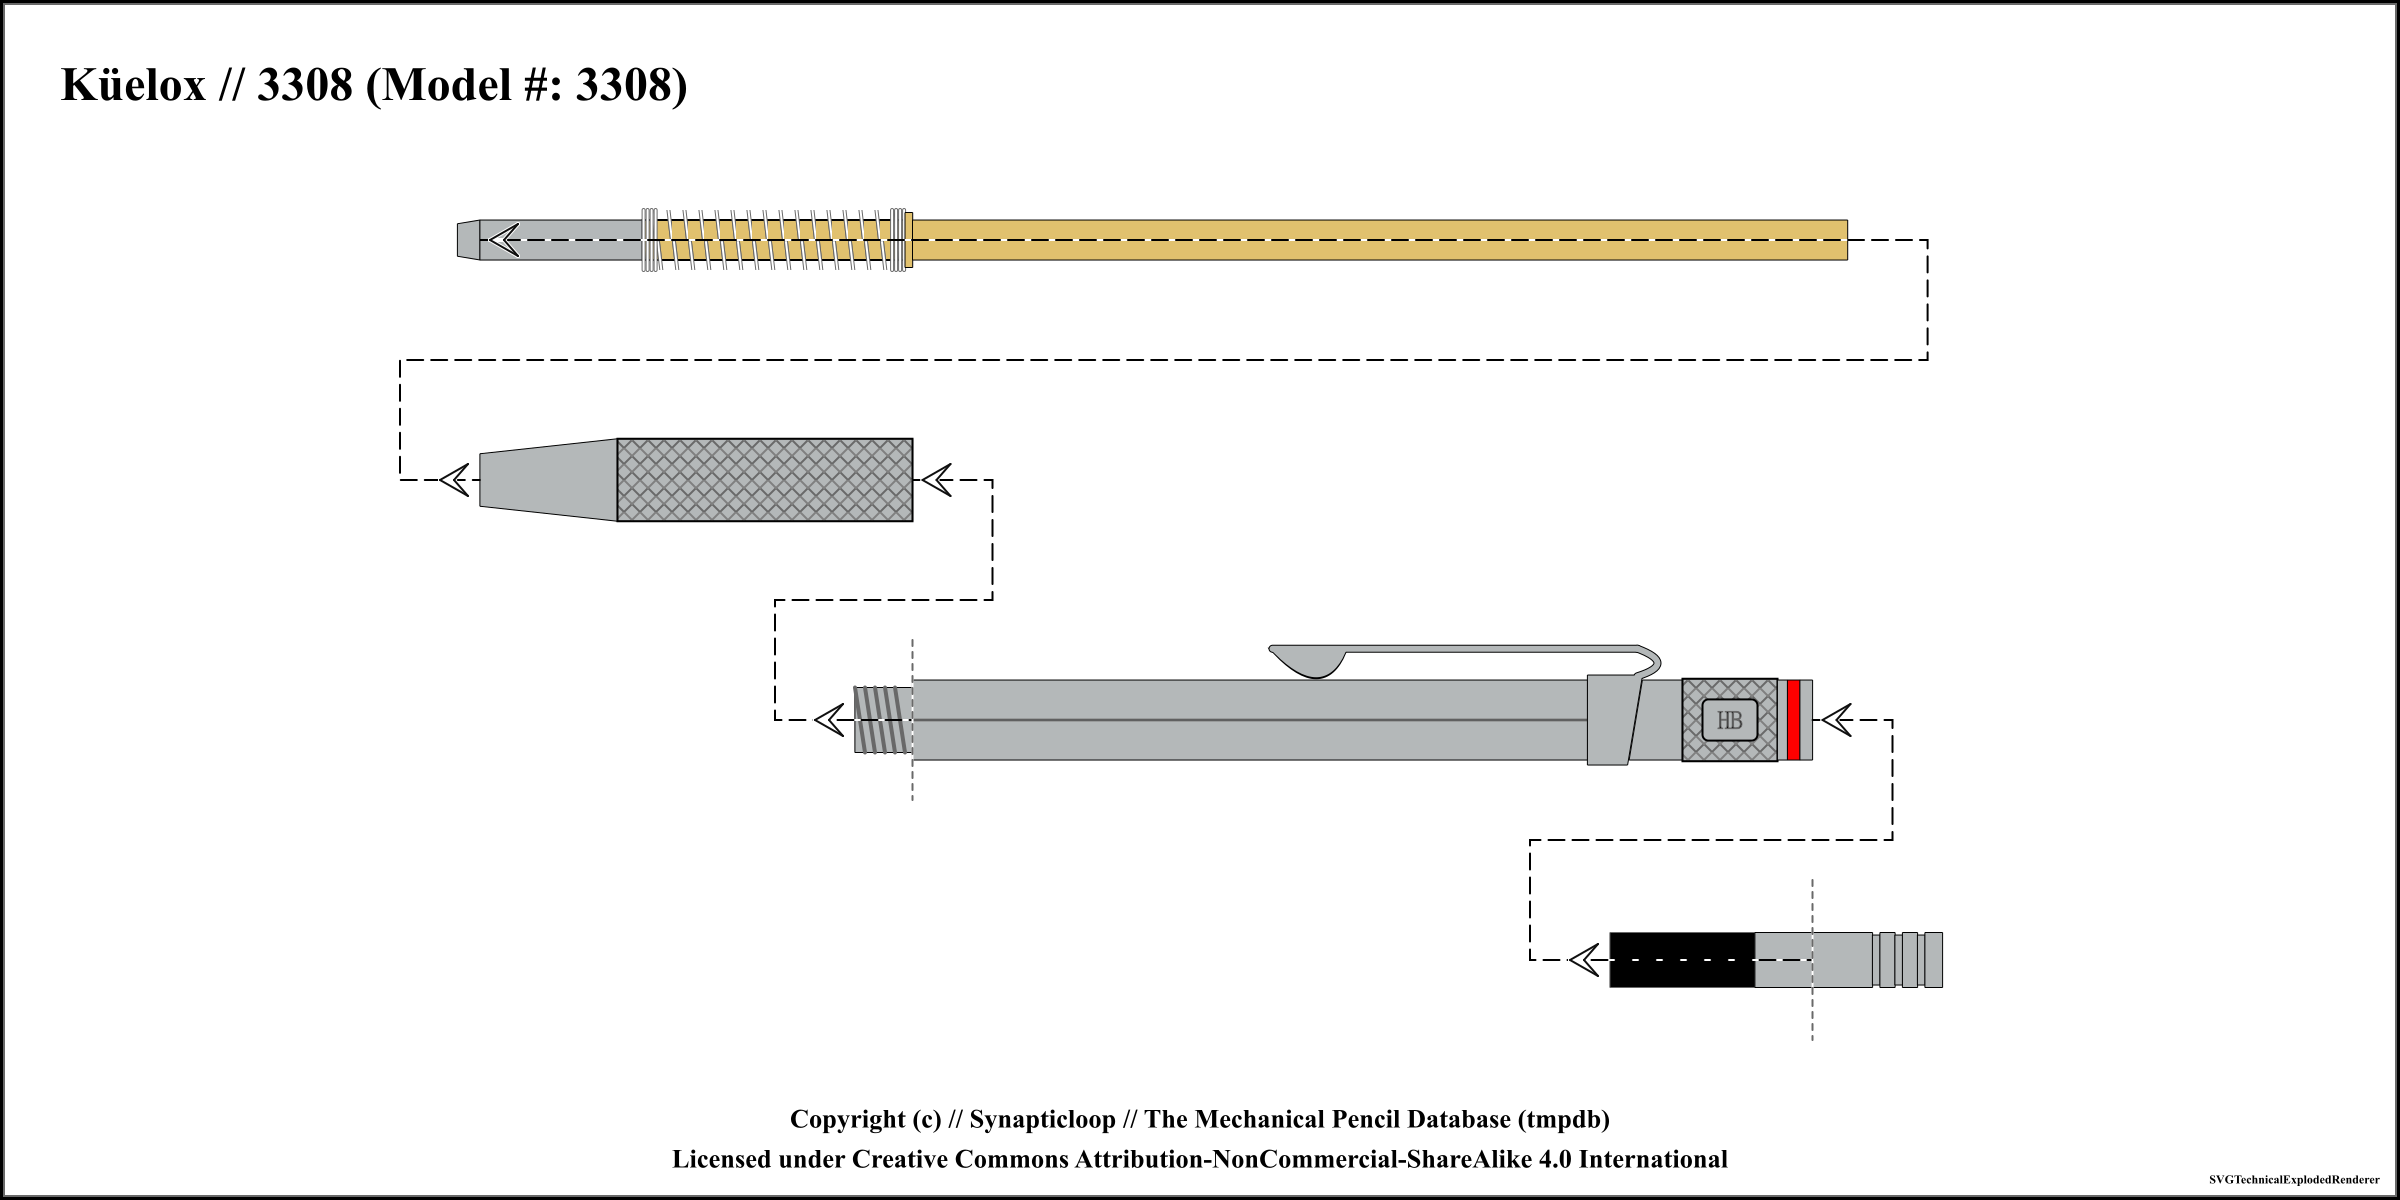 Küelox // 3308 (Model #: 3308)
HB
Copyright (c) // Synapticloop // The Mechanical Pencil Database (tmpdb)
Licensed under Creative Commons Attribution-NonCommercial-ShareAlike 4.0 International
SVGTechnicalExplodedRenderer